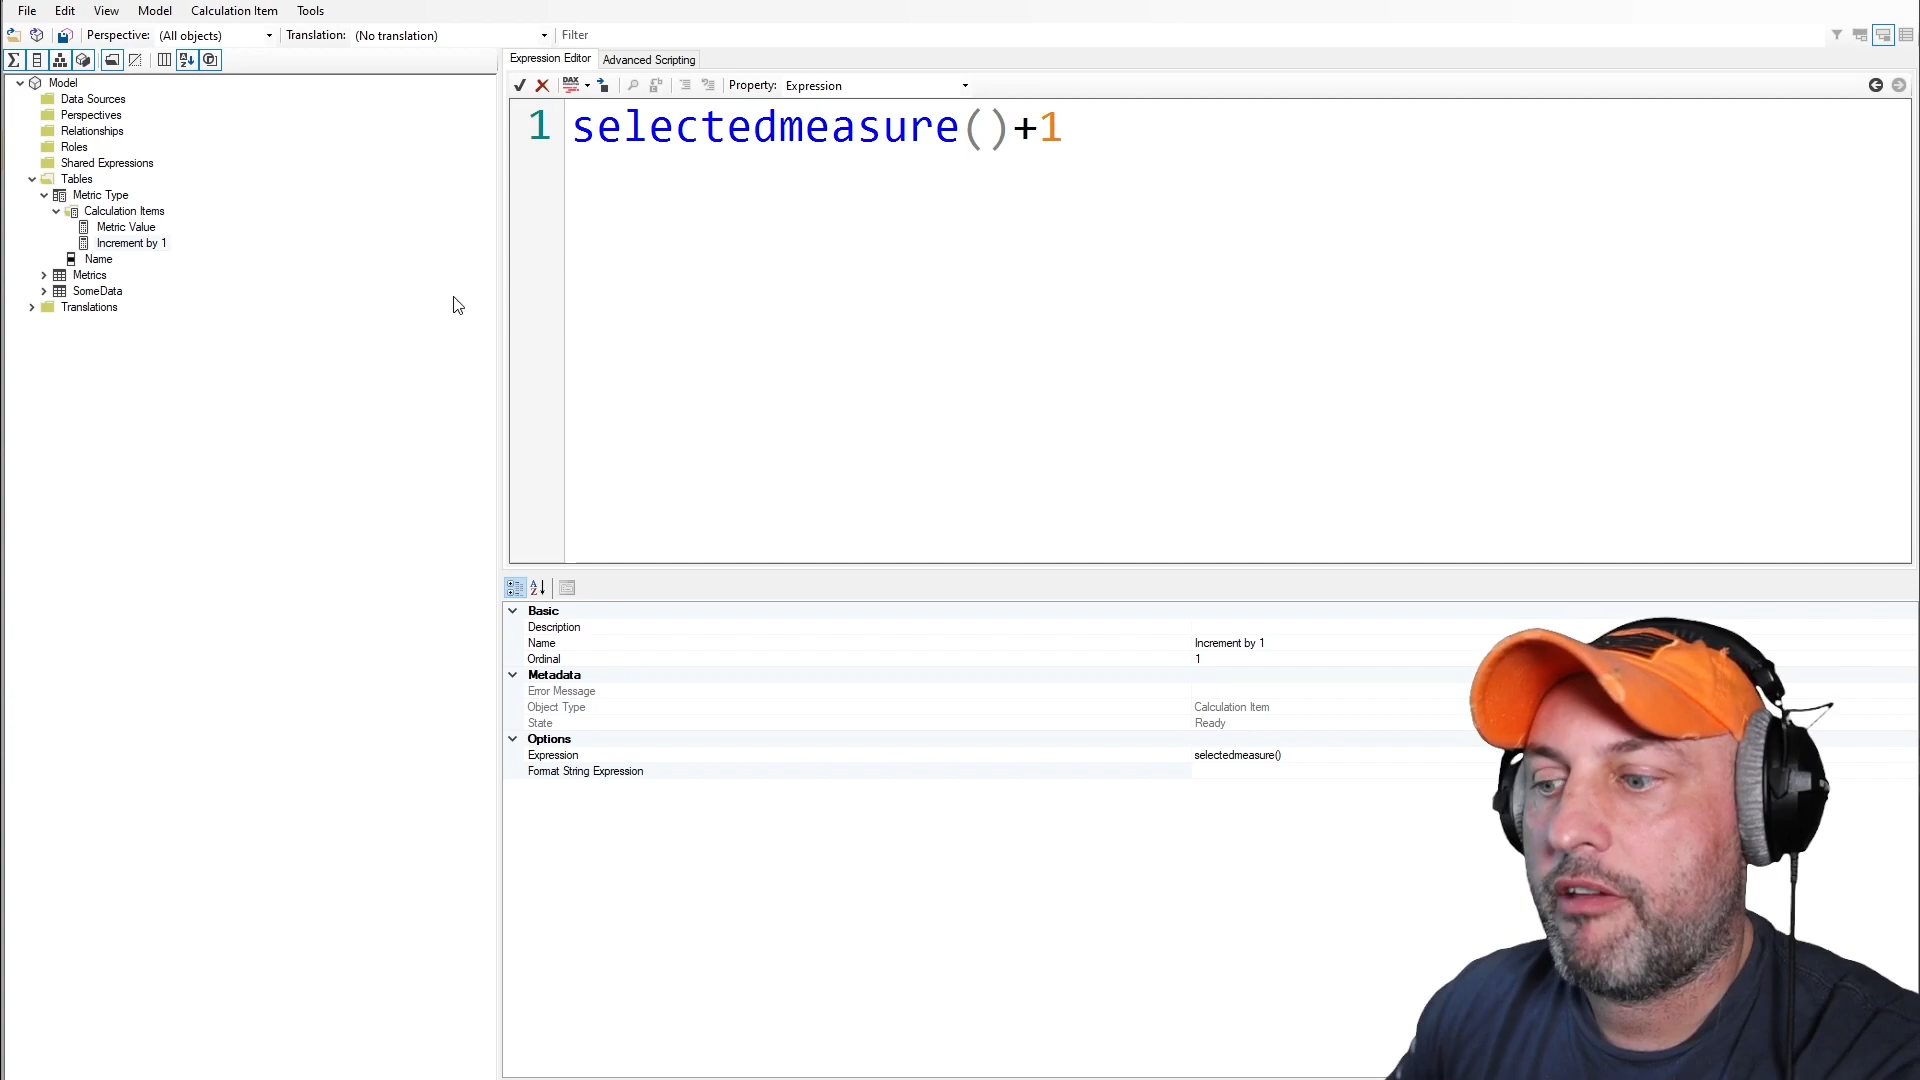 File Edit View Model Calculation Item Tools
Perspective: (All objects) Translation: (No translation) Filter
Expression Editor Advanced Scripting
DAX Property: Expression
1 selectedmeasure()+1
Model
Data Sources
Perspectives
Relationships
Roles
Shared Expressions
Tables
Metric Type
Calculation Items
Metric Value
Increment by 1
Name
Metrics
SomeData
Translations
Basic
Description
Name Increment by 1
Ordinal 1
Metadata
Error Message
Object Type Calculation Item
State Ready
Options
Expression selectedmeasure()
Format String Expression